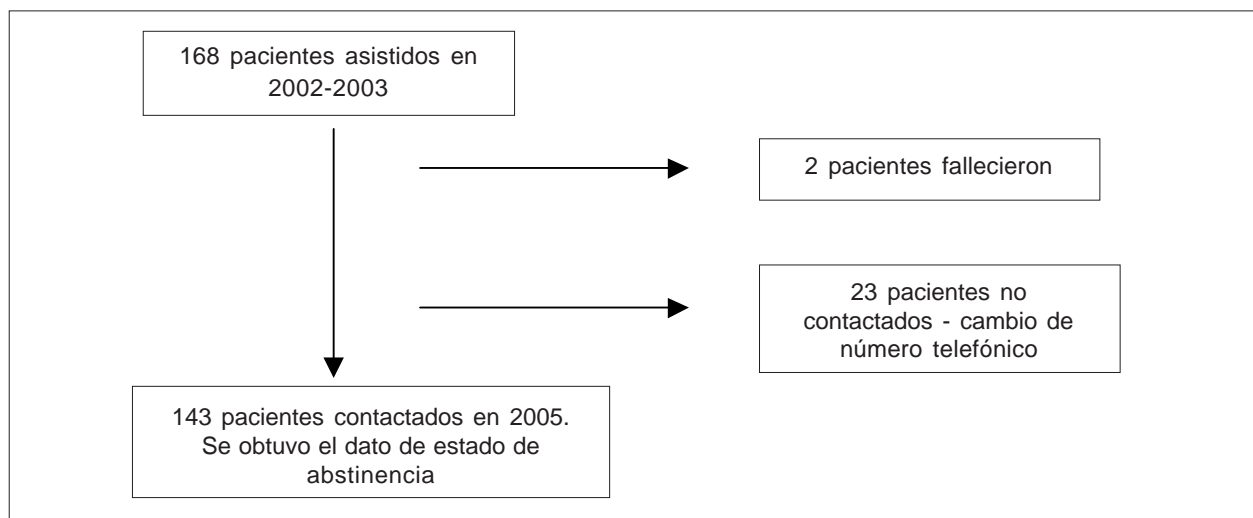 168 pacientes asistidos en
2002-2003
2 pacientes fallecieron
23 pacientes no
contactados - cambio de
número telefónico
143 pacientes contactados en 2005.
Se obtuvo el dato de estado de
abstinencia